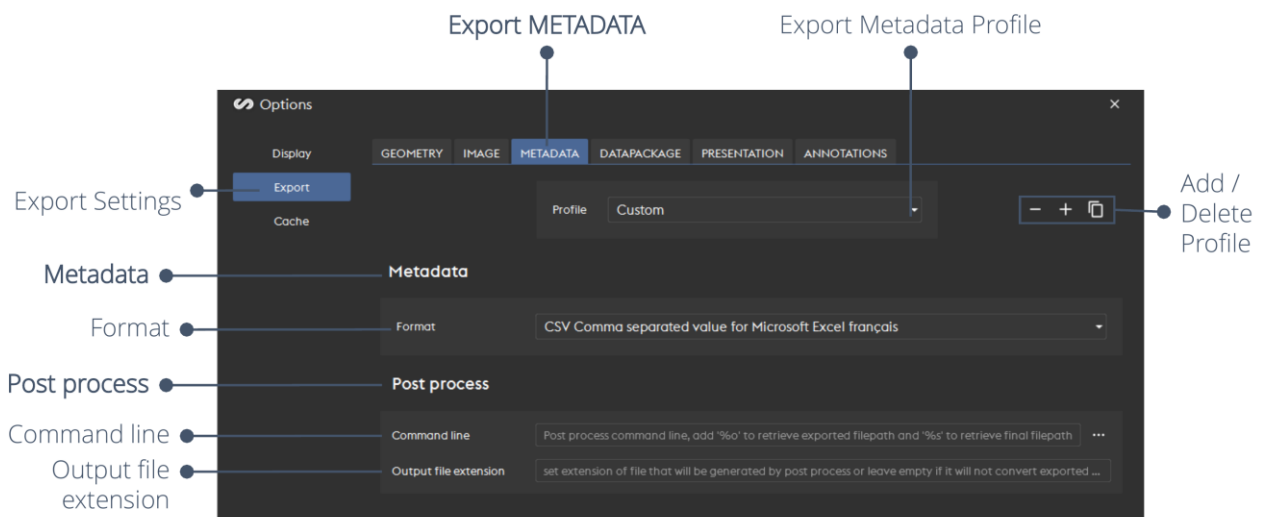 Export METADATA
Export Metadata Profile
Options
Display
GEOMETRY IMAGE METADATA DATAPACKAGE PRESENTATION ANNOTATIONS
Export Settings
Export
Profile Custom
Add /
Delete
Profile
Cache
Metadata
Metadata
Format
Format CSV Comma separated value for Microsoft Excel français
Post process
Post process
Command line
Command line Post process command line, add '%o' to retrieve exported filepath and '%s' to retrieve final filepath ...
Output file
extension
Output file extension set extension of file that will be generated by post process or leave empty if it will not convert exported ...